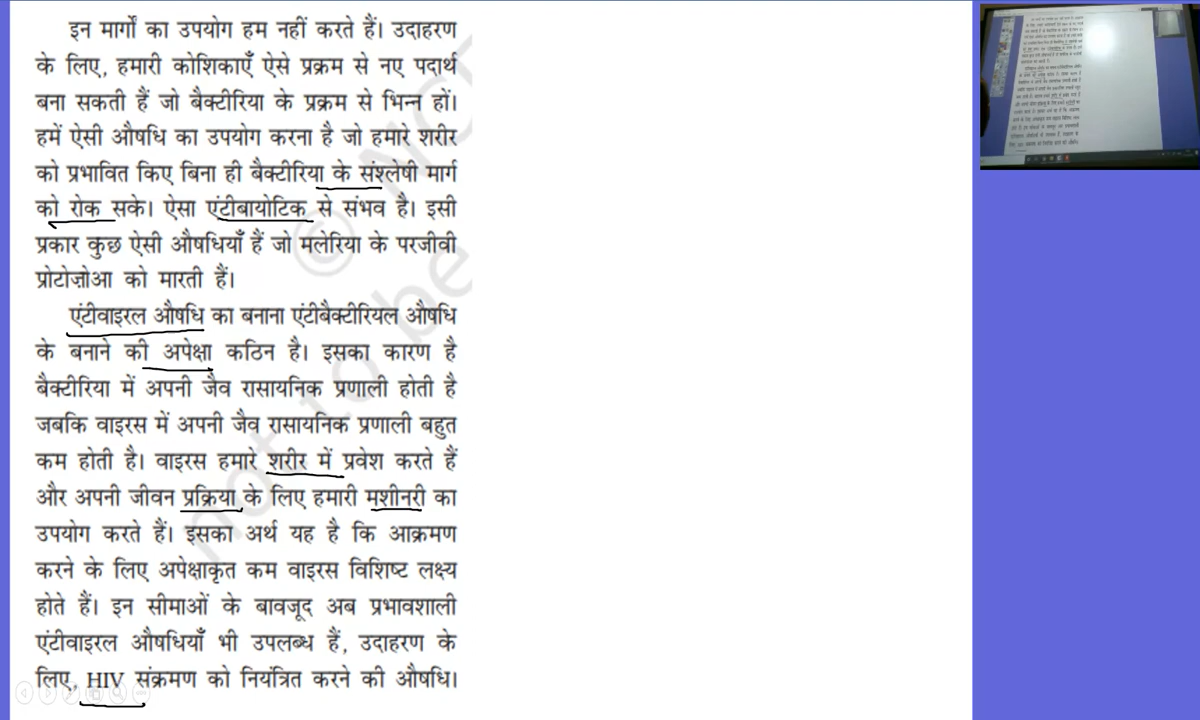 इन मार्गों का उपयोग हम नहीं करते हैं। उदाहरण
के लिए, हमारी कोशिकाएँ ऐसे प्रक्रम से नए पदार्थ
बना सकती हैं जो बैक्टीरिया के प्रक्रम से भिन्न हों।
हमें ऐसी औषधि का उपयोग करना है जो हमारे शरीर
को प्रभावित किए बिना ही बैक्टीरिया के संश्लेषी मार्ग
को रोक सके। ऐसा एंटीबायोटिक से संभव है। इसी
प्रकार कुछ ऐसी औषधियाँ हैं जो मलेरिया के परजीवी
प्रोटोज़ोआ को मारती हैं।
एंटीवाइरल औषधि का बनाना एंटीबैक्टीरियल औषधि
के बनाने की अपेक्षा कठिन है। इसका कारण है
बैक्टीरिया में अपनी जैव रासायनिक प्रणाली होती है
जबकि वाइरस में अपनी जैव रासायनिक प्रणाली बहुत
कम होती है। वाइरस हमारे शरीर में प्रवेश करते हैं
और अपनी जीवन प्रक्रिया के लिए हमारी मशीनरी का
उपयोग करते हैं। इसका अर्थ यह है कि आक्रमण
करने के लिए अपेक्षाकृत कम वाइरस विशिष्ट लक्ष्य
होते हैं। इन सीमाओं के बावजूद अब प्रभावशाली
एंटीवाइरल औषधियाँ भी उपलब्ध हैं, उदाहरण के
लिए, HIV संक्रमण को नियंत्रित करने की औषधि।
© NC
not to be